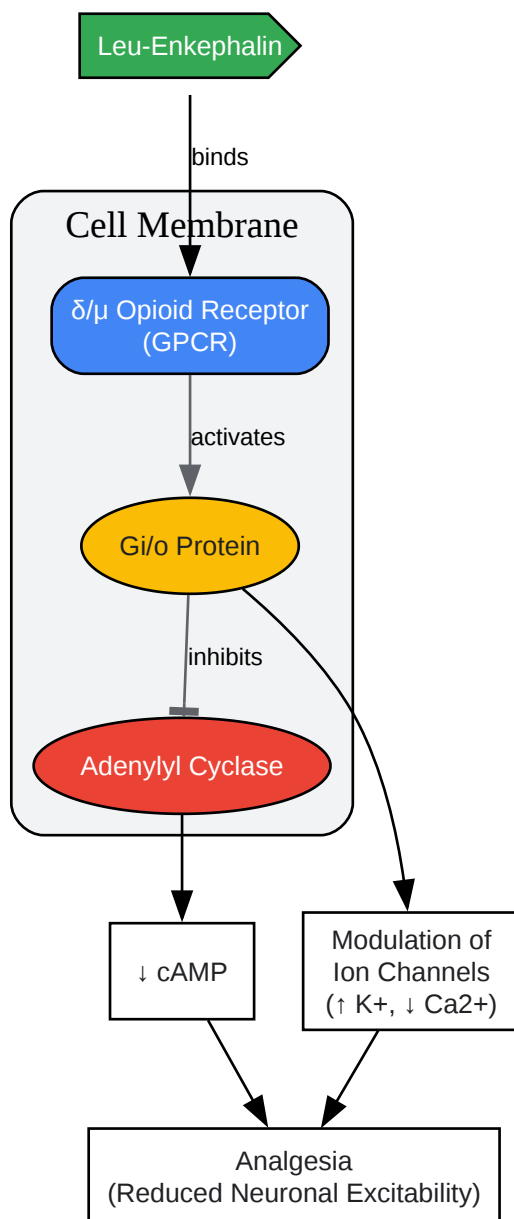 Leu-Enkephalin
binds
Cell Membrane
δ/μ Opioid Receptor
(GPCR)
activates
Gi/o Protein
inhibits
Adenylyl Cyclase
↓ cAMP
Modulation of
Ion Channels
(↑ K+, ↓ Ca2+)
Analgesia
(Reduced Neuronal Excitability)